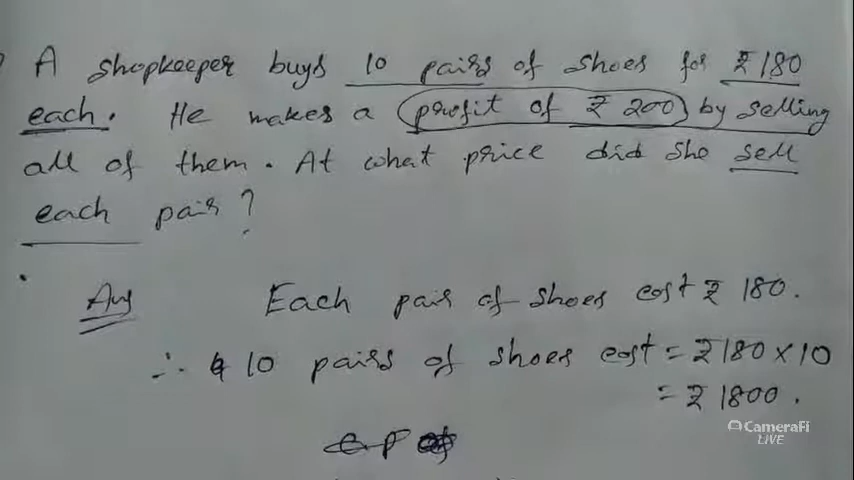 A shopkeeper buys 10 pairs of shoes for ₹180
each. He makes a profit of ₹ 200 by selling
all of them. At what price did she sell
each pair?
Ans Each pair of shoes cost ₹ 180.
∴ 10 pairs of shoes cost = ₹180 × 10
= ₹ 1800.
CameraFi
LIVE